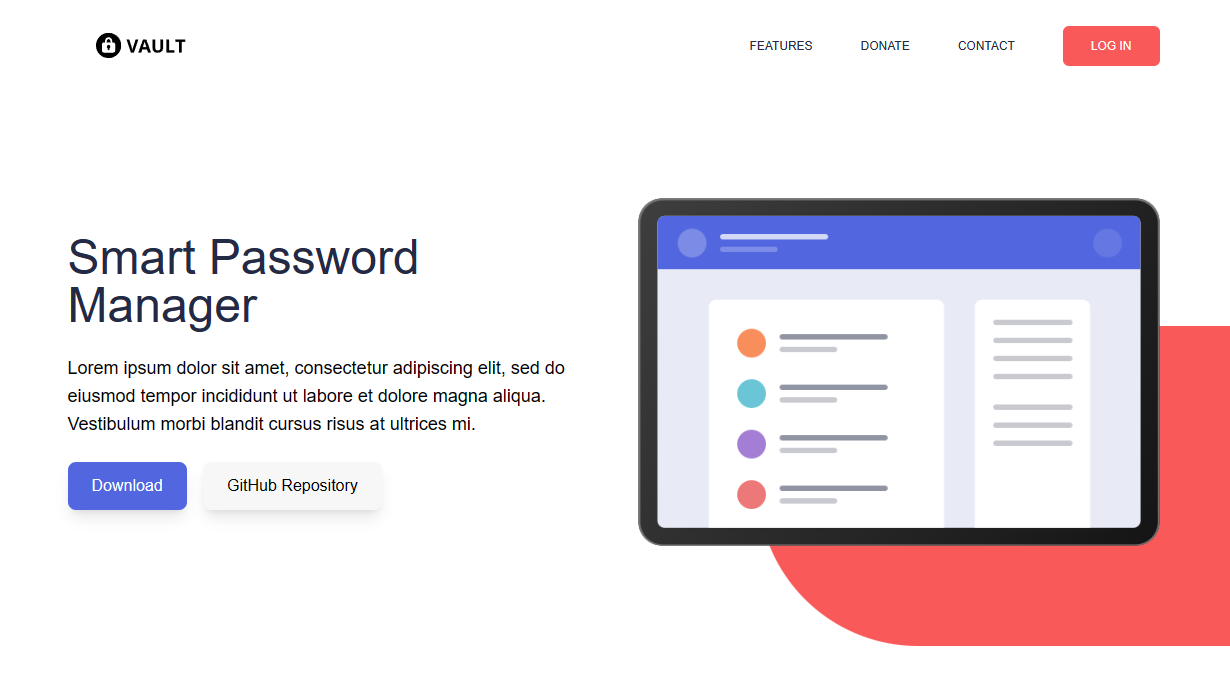 VAULT
FEATURES
DONATE
CONTACT
LOG IN
Smart Password
Manager
Lorem ipsum dolor sit amet, consectetur adipiscing elit, sed do
eiusmod tempor incididunt ut labore et dolore magna aliqua.
Vestibulum morbi blandit cursus risus at ultrices mi.
Download
GitHub Repository